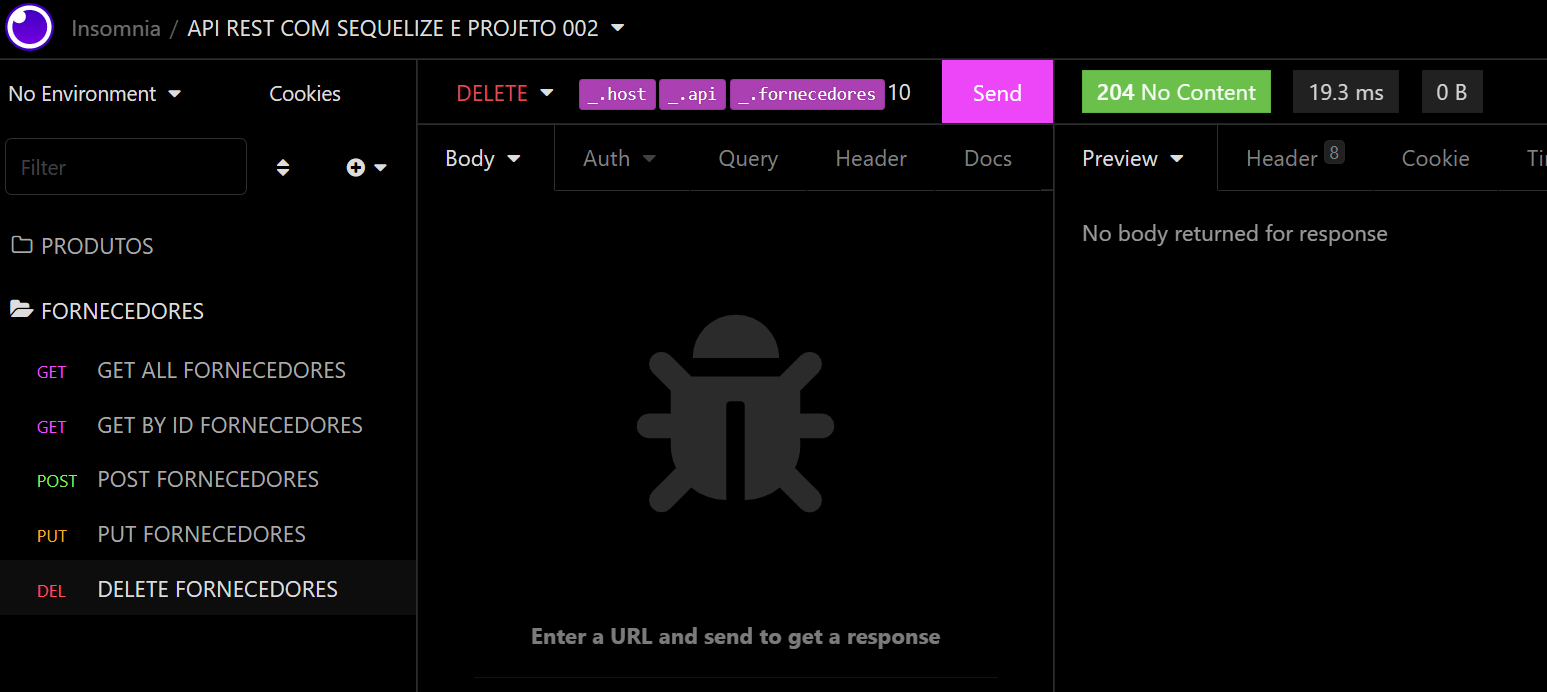 Insomnia / API REST COM SEQUELIZE E PROJETO 002
No Environment
Cookies
DELETE
_.host _.api _.fornecedores 10
Send
204 No Content
19.3 ms
0 B
Filter
Body
Auth
Query
Header
Docs
Preview
Header 8
Cookie
Ti
No body returned for response
PRODUTOS
FORNECEDORES
GET GET ALL FORNECEDORES
GET GET BY ID FORNECEDORES
POST POST FORNECEDORES
PUT PUT FORNECEDORES
DEL DELETE FORNECEDORES
Enter a URL and send to get a response